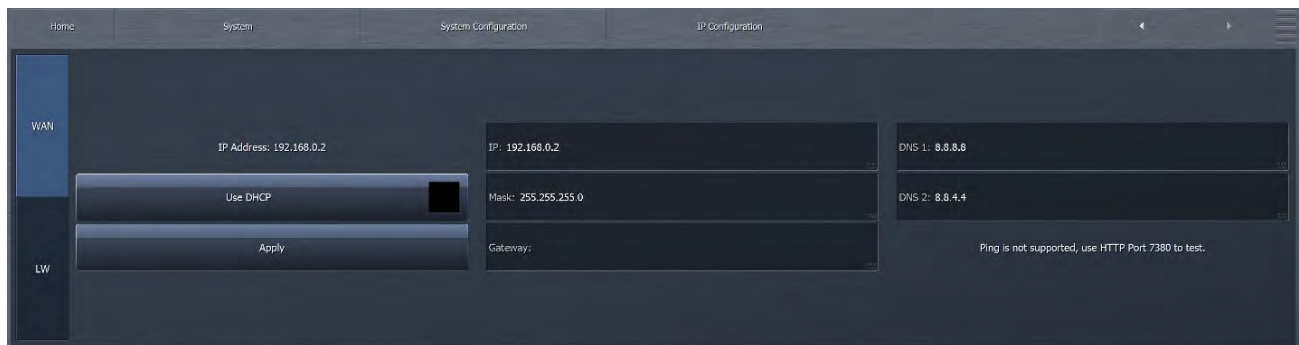 Home System System Configuration IP Configuration
WAN
IP Address: 192.168.0.2
IP: 192.168.0.2
DNS 1: 8.8.8.8
Use DHCP
Mask: 255.255.255.0
DNS 2: 8.8.4.4
Apply
Gateway:
Ping is not supported, use HTTP Port 7380 to test.
LW